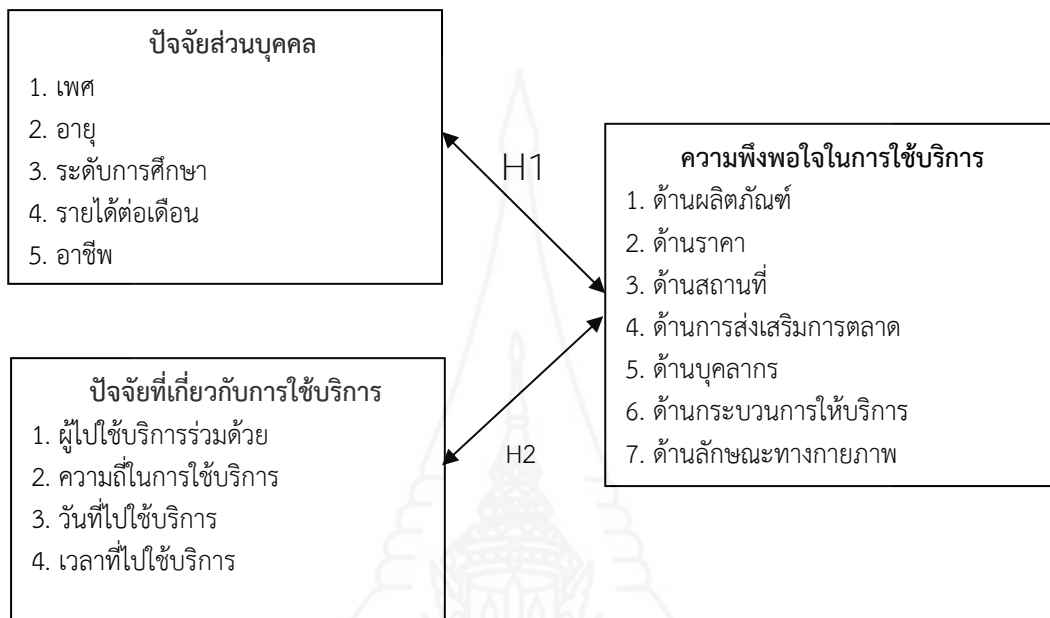 ปัจจัยส่วนบุคคล
1. เพศ
2. อายุ
3. ระดับการศึกษา
4. รายได้ต่อเดือน
5. อาชีพ
H1
ความพึงพอใจในการใช้บริการ
1. ด้านผลิตภัณฑ์
2. ด้านราคา
3. ด้านสถานที่
4. ด้านการส่งเสริมการตลาด
5. ด้านบุคลากร
6. ด้านกระบวนการให้บริการ
7. ด้านลักษณะทางกายภาพ
ปัจจัยที่เกี่ยวกับการใช้บริการ
1. ผู้ไปใช้บริการร่วมด้วย
2. ความถี่ในการใช้บริการ
3. วันที่ไปใช้บริการ
4. เวลาที่ไปใช้บริการ
H2